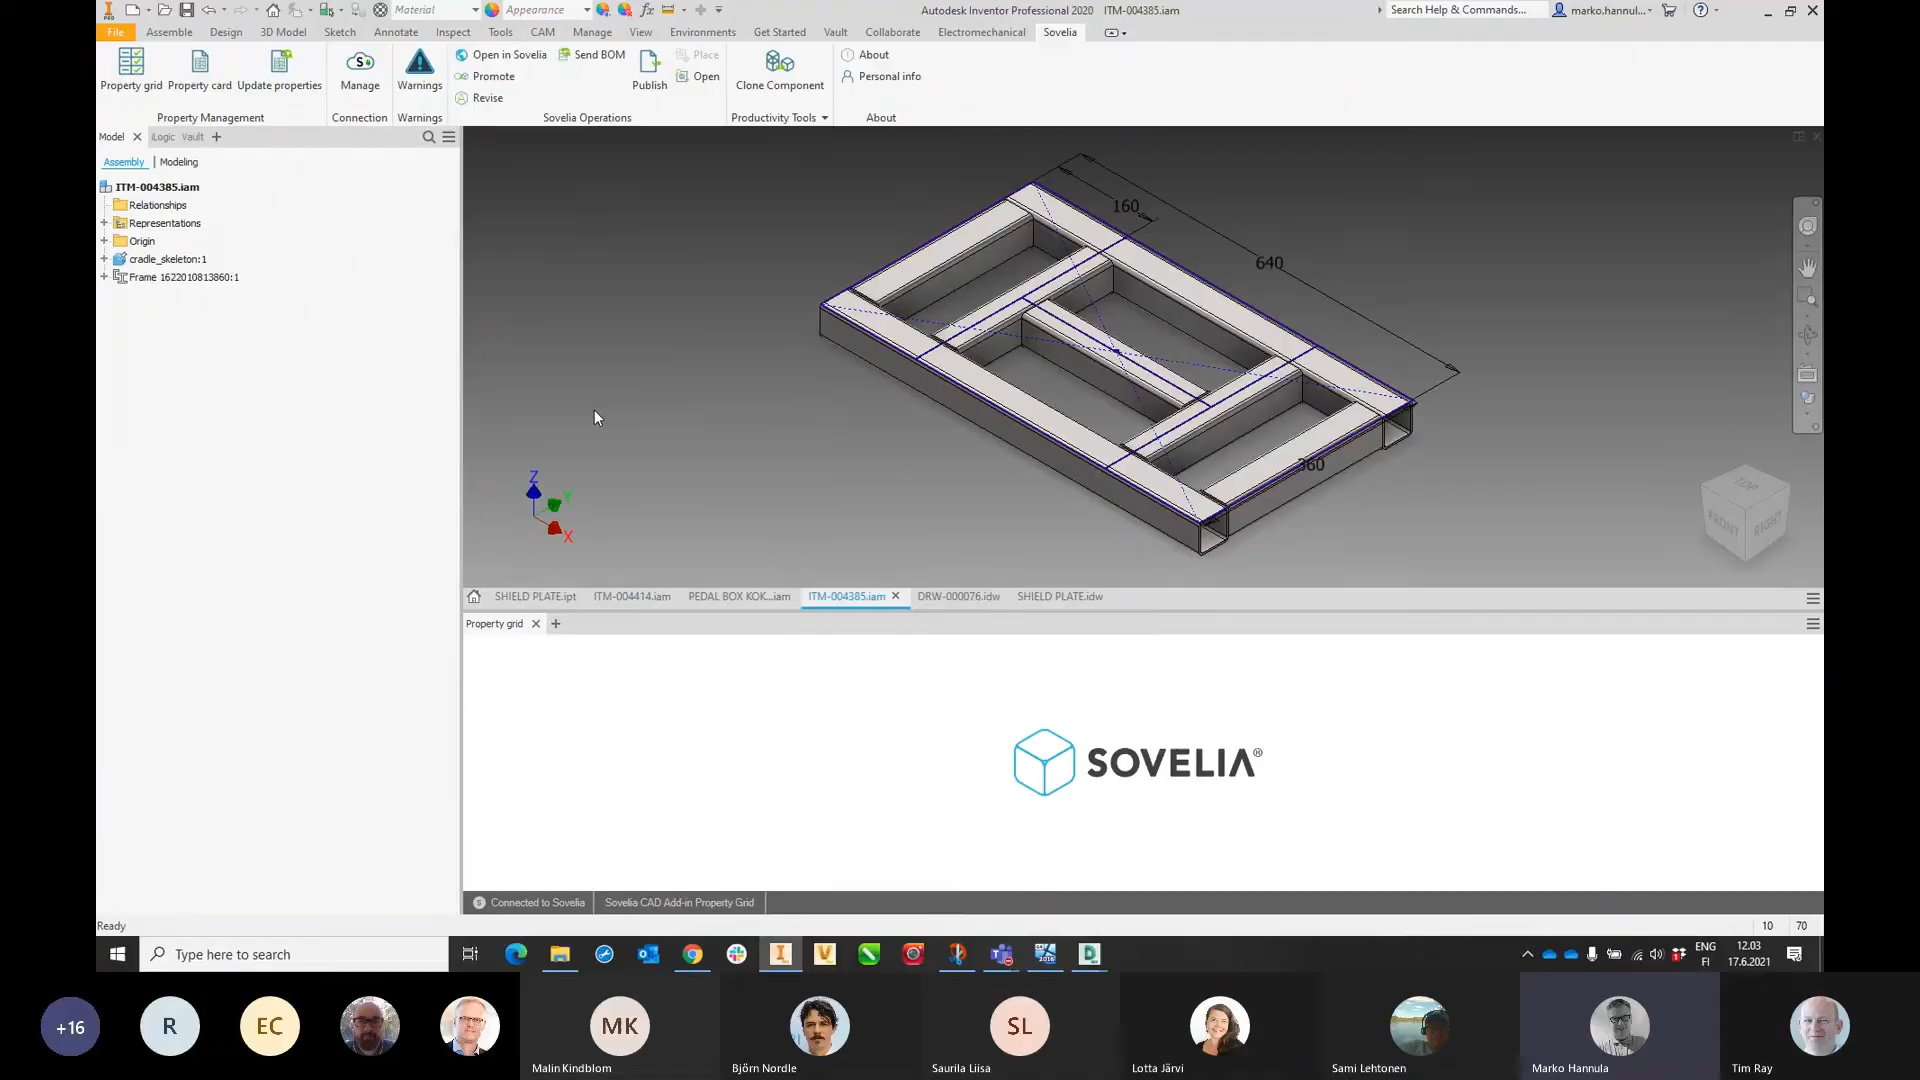 Material
Appearance
Autodesk Inventor Professional 2020 ITM-004385.iam
Search Help & Commands...
marko.hannul...
File Assemble Design 3D Model Sketch Annotate Inspect Tools CAM Manage View Environments Get Started Vault Collaborate Electromechanical Sovelia
Property grid Property card Update properties Manage Warnings
Open in Sovelia Send BOM
Promote
Revise
Publish
Place
Open
Clone Component
About
Personal info
Property Management Connection Warnings Sovelia Operations Productivity Tools About
Model iLogic Vault
Assembly Modeling
ITM-004385.iam
Relationships
Representations
Origin
cradle_skeleton:1
Frame 1622010813860:1
160
640
360
Z
Y
X
TOP
FRONT RIGHT
SHIELD PLATE.ipt ITM-004414.iam PEDAL BOX KOK...iam ITM-004385.iam DRW-000076.idw SHIELD PLATE.idw
Property grid
SOVELIA®
Connected to Sovelia Sovelia CAD Add-in Property Grid
Ready 10 70
Type here to search
ENG
FI
12.03
17.6.2021
+16 R EC MK SL
Malin Kindblom Björn Nordle Saurila Liisa Lotta Järvi Sami Lehtonen Marko Hannula Tim Ray